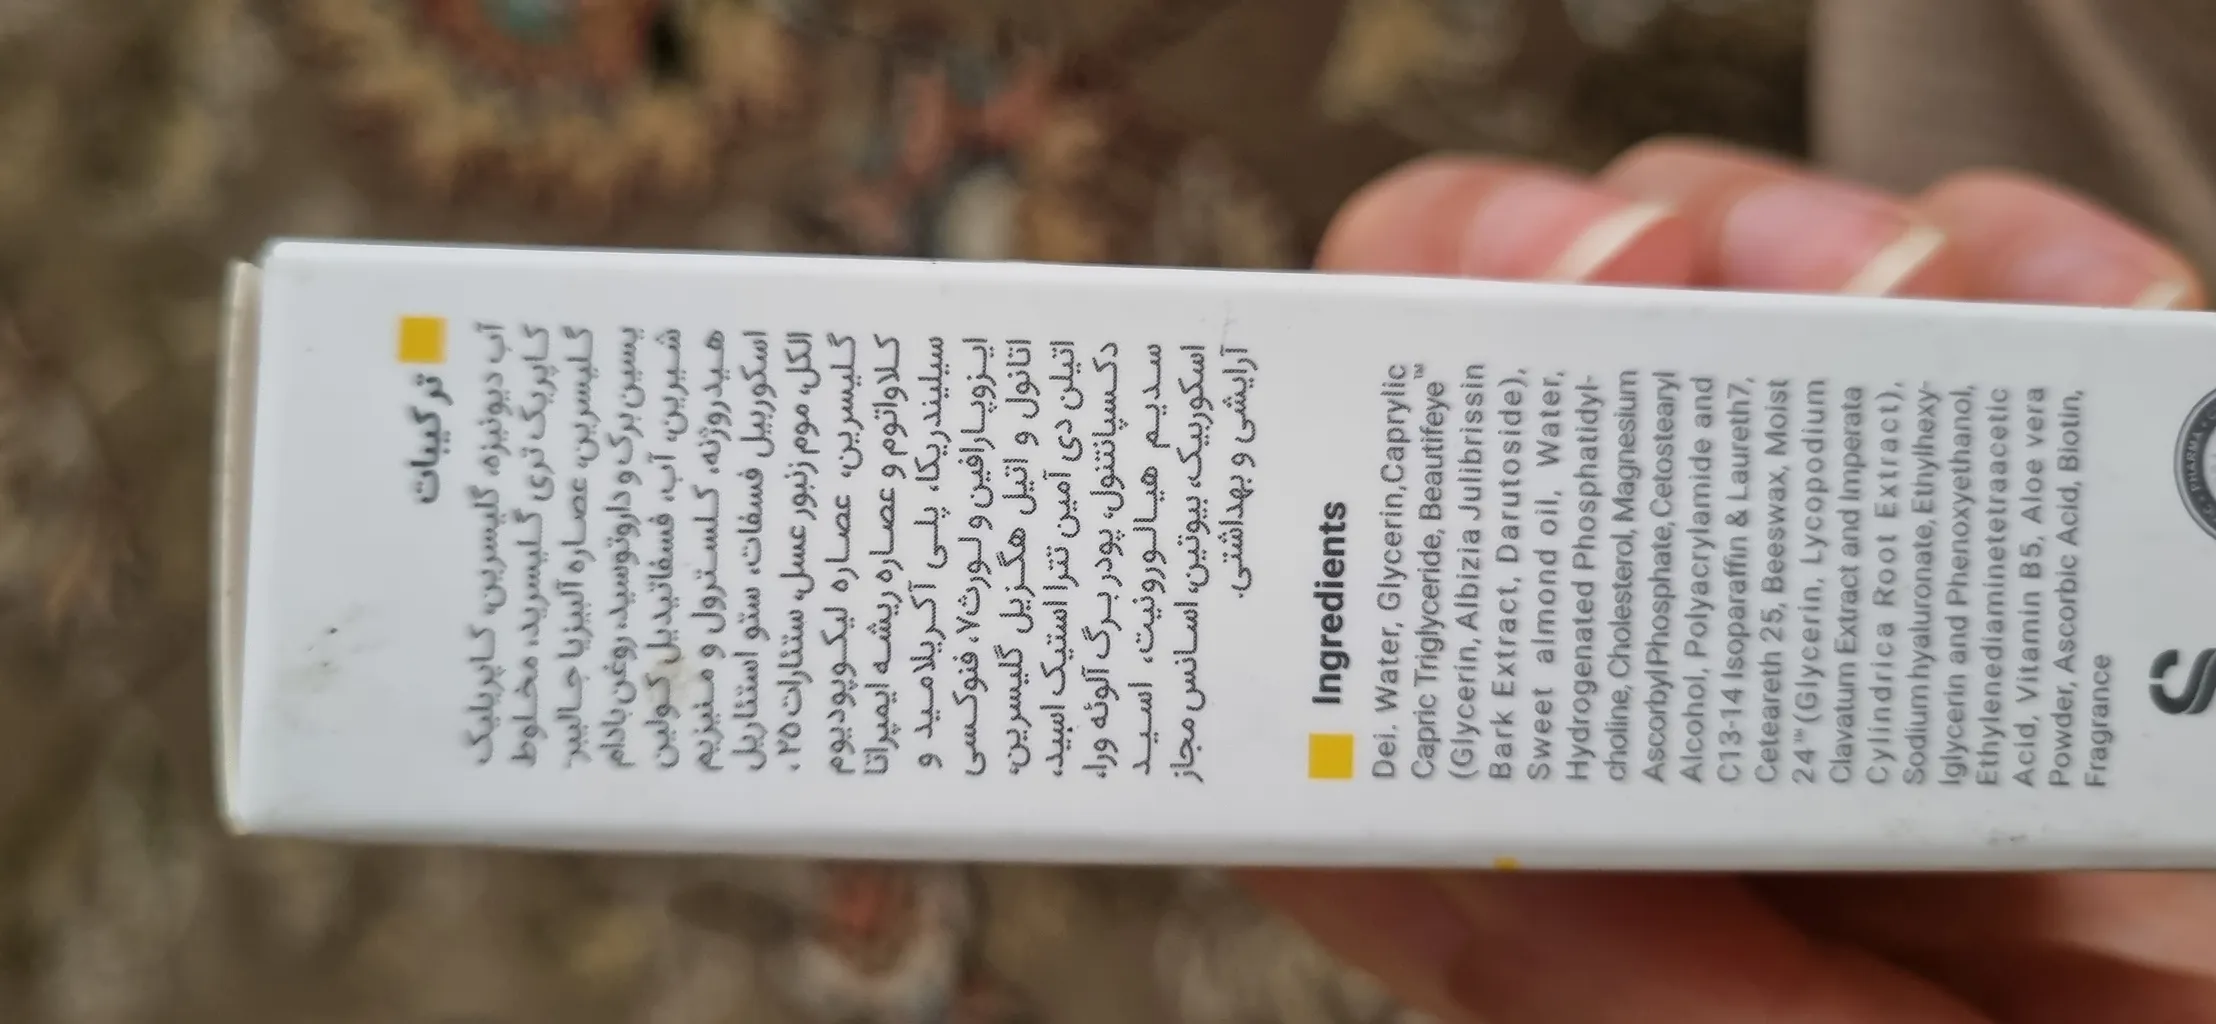 ترکیبات
آب دیونیزه، گلیسرین، کاپریلیک
کاپریک تری گلیسرید، مخلوط
گلیسرین، عصاره آلبیزیا جـالبیر
یسین برگ و داروتوسید، روغن بادام
شیرین، آب، فسفاتیدیل کولین
هیدروژنه، کلسترول و منیزیم
اسکوربیل فسفات، ستو استئاریل
الکل، موم زنبور عسل، ستئارت ۲۵،
گلیسرین، عصاره لیکوپودیوم
کلاواتوم و عصاره ریشه ایمپراتا
سیلیندریکا، پلی آکریلامید و
ایزوپارافین و لورث۷، فنوکسی
اتانول و اتیل هگزیل گلیسرین،
اتیلن دی آمین تترا استیک اسید،
دکسپانتنول، پودر برگ آلوئه ورا،
سدیم هیالورونیت، اسید
اسکوربیک، بیوتین، اسانس مجاز
آرایشی و بهداشتی.
Ingredients
Dei. Water, Glycerin,Caprylic
Capric Triglyceride, Beautifeye™
(Glycerin, Albizia Julibrissin
Bark Extract, Darutoside),
Sweet almond oil, Water,
Hydrogenated Phosphatidyl-
choline, Cholesterol, Magnesium
Ascorbyl Phosphate, Cetostearyl
Alcohol, Polyacrylamide and
C13-14 Isoparaffin & Laureth7,
Ceteareth 25, Beeswax, Moist
24™ (Glycerin, Lycopodium
Clavatum Extract and Imperata
Cylindrica Root Extract),
Sodium hyaluronate, Ethylhexy-
lglycerin and Phenoxyethanol,
Ethylenediaminetetraacetic
Acid, Vitamin B5, Aloe vera
Powder, Ascorbic Acid, Biotin,
Fragrance
PHARMA
S